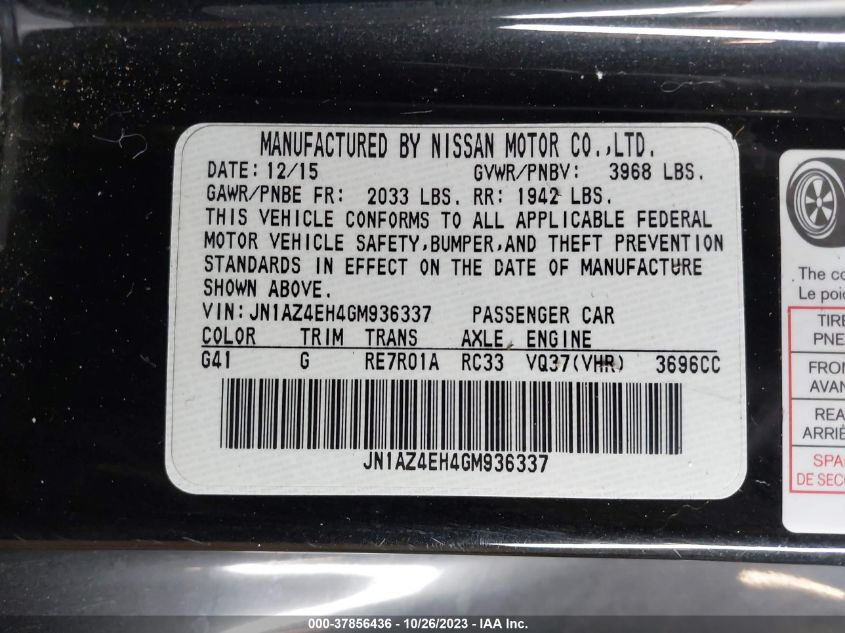 MANUFACTURED BY NISSAN MOTOR CO.,LTD.
DATE: 12/15 GVWR/PNBV: 3968 LBS.
GAWR/PNBE FR: 2033 LBS. RR: 1942 LBS.
THIS VEHICLE CONFORMS TO ALL APPLICABLE FEDERAL
MOTOR VEHICLE SAFETY,BUMPER,AND THEFT PREVENTION
STANDARDS IN EFFECT ON THE DATE OF MANUFACTURE
SHOWN ABOVE.
VIN:JN1AZ4EH4GM936337 PASSENGER CAR
COLOR TRIM TRANS AXLE ENGINE
G41 G RE7R01A RC33 VQ37(VHR) 3696CC
JN1AZ4EH4GM936337
The co
Le poi
TIRE
PNE
FRON
AVAN
REA
ARRIÈ
SPA
DE SECO
000-37856436 - 10/26/2023 - IAA Inc.